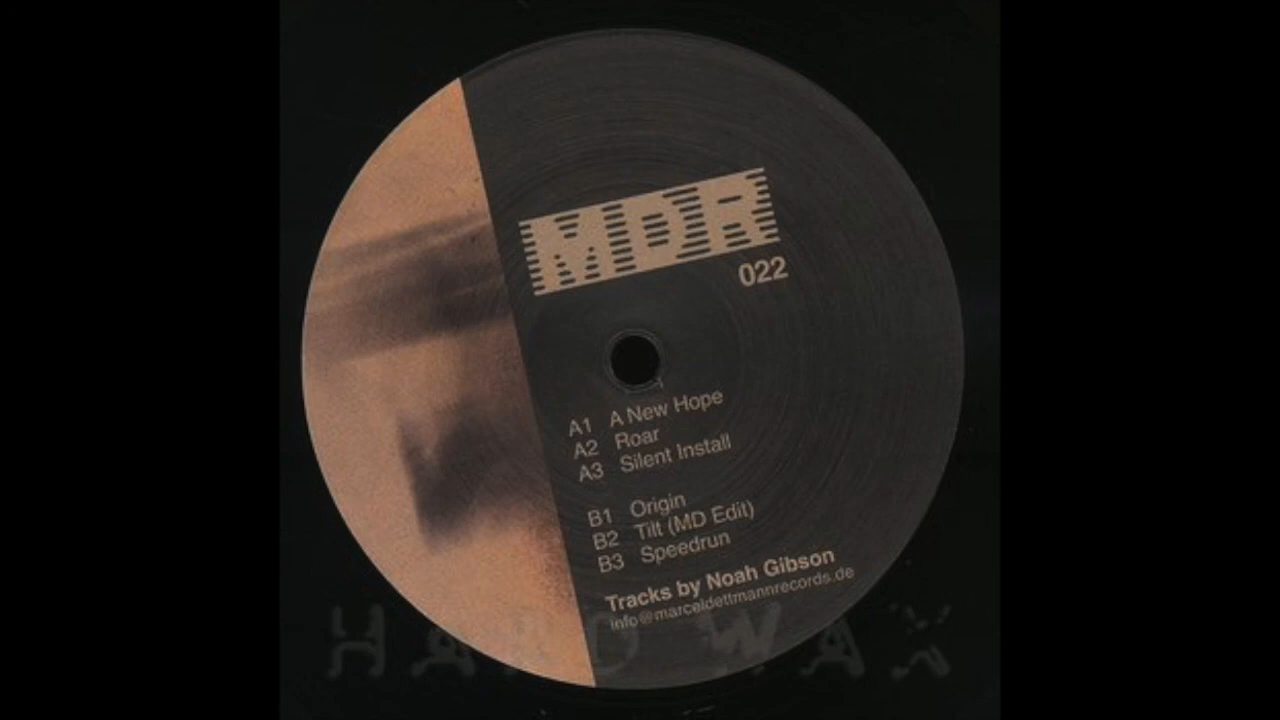 MDR
022
A1 A New Hope
A2 Roar
A3 Silent Install
B1 Origin
B2 Tilt (MD Edit)
B3 Speedrun
Tracks by Noah Gibson
info@marceldettmannrecords.de
HARD WAX